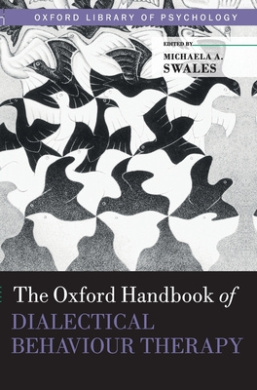 OXFORD LIBRARY OF PSYCHOLOGY
EDITED BY
MICHAELA A.
SWALES
The Oxford Handbook of
DIALECTICAL
BEHAVIOUR THERAPY